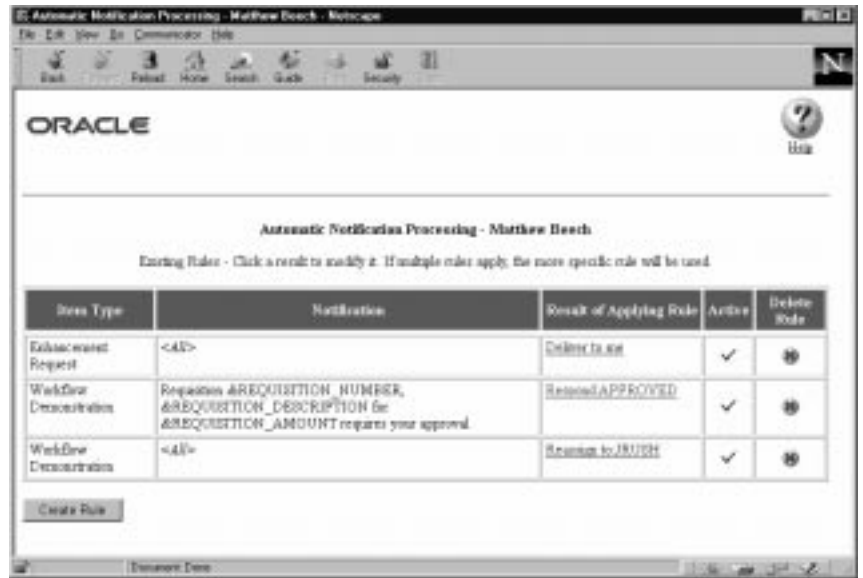 Automatic Notification Processing - Matthew Beech - Netscape
File Edit View Go Communicator Help
Back Reload Home Search Guide Security
N
ORACLE
?
Help
Automatic Notification Processing - Matthew Beech
Existing Rules - Click a result to modify it. If multiple rules apply, the more specific rule will be used.
Item Type Notification Result of Applying Rule Active Delete Rule
Enhancement Request <All> Deliver to me
Workflow Demonstration Requisition &REQUISITION_NUMBER,
&REQUISITION_DESCRIPTION for
&REQUISITION_AMOUNT requires your approval. Respond APPROVED
Workflow Demonstration <All> Reassign to JRUSH
Create Rule
Document: Done